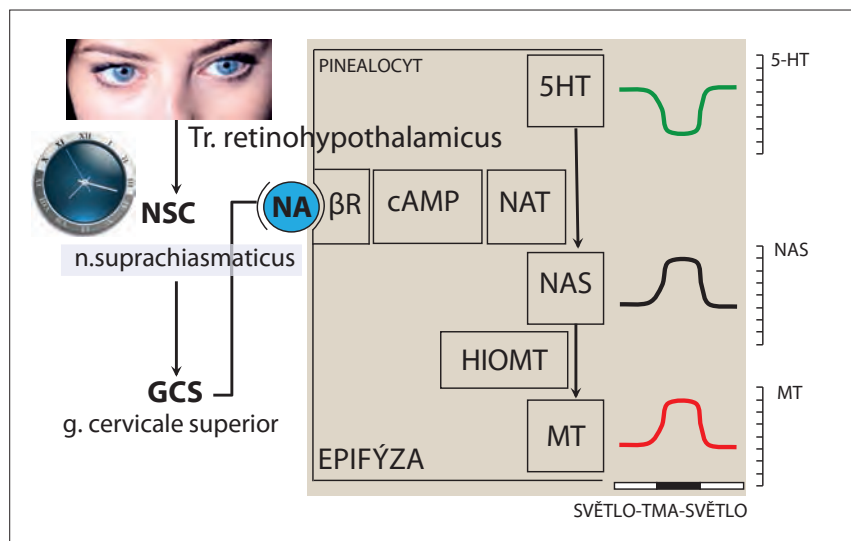 PINEALOCYT
5HT
5-HT
Tr. retinohypothalamicus
NSC
NA
βR
cAMP
NAT
n.suprachiasmaticus
NAS
NAS
HIOMT
GCS
g. cervicale superior
MT
MT
EPIFÝZA
SVĚTLO-TMA-SVĚTLO